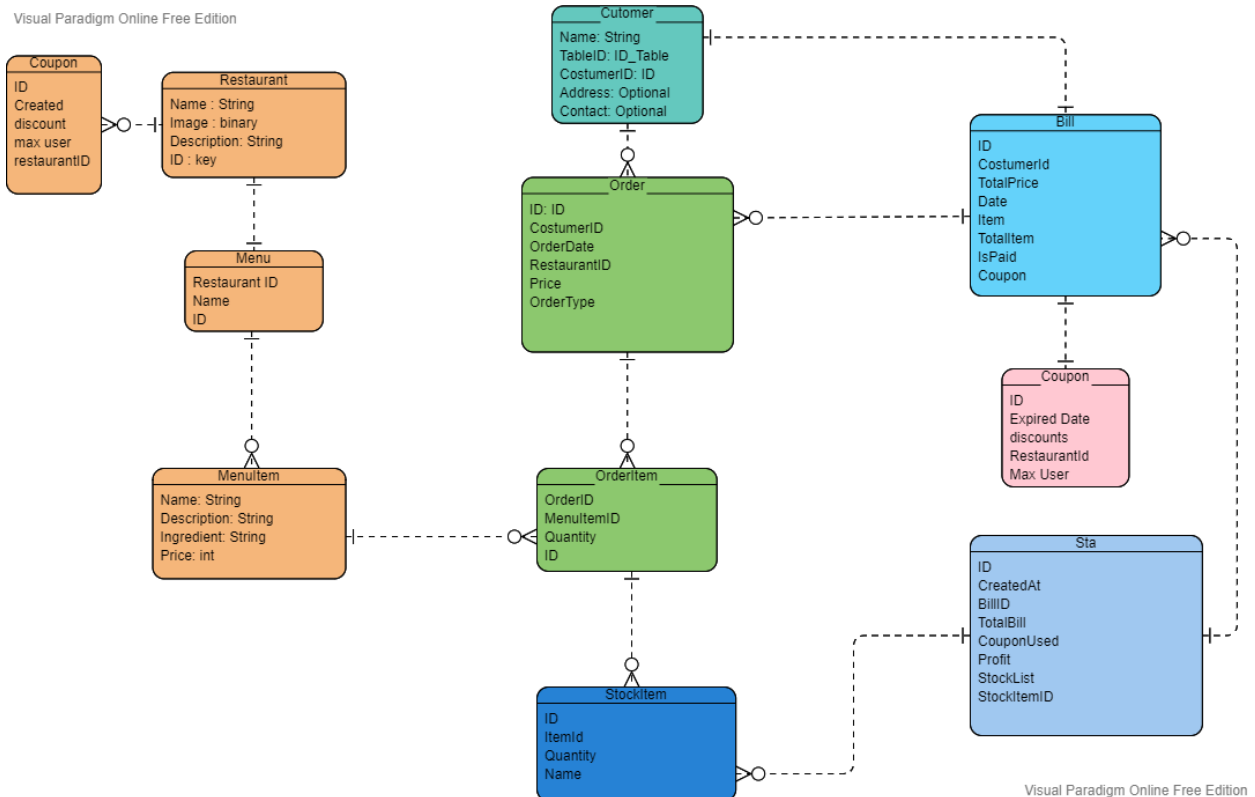 Visual Paradigm Online Free Edition
Coupon
ID
Created
discount
max user
restaurantID
Restaurant
Name : String
Image : binary
Description: String
ID : key
Menu
Restaurant ID
Name
ID
MenuItem
Name: String
Description: String
Ingredient: String
Price: int
Cutomer
Name: String
TableID: ID_Table
CostumerID: ID
Address: Optional
Contact: Optional
Order
ID: ID
CostumerID
OrderDate
RestaurantID
Price
OrderType
OrderItem
OrderID
MenuItemID
Quantity
ID
StockItem
ID
ItemId
Quantity
Name
Bill
ID
CostumerId
TotalPrice
Date
Item
TotalItem
IsPaid
Coupon
Coupon
ID
Expired Date
discounts
RestaurantId
Max User
Sta
ID
CreatedAt
BillID
TotalBill
CouponUsed
Profit
StockList
StockItemID
Visual Paradigm Online Free Edition